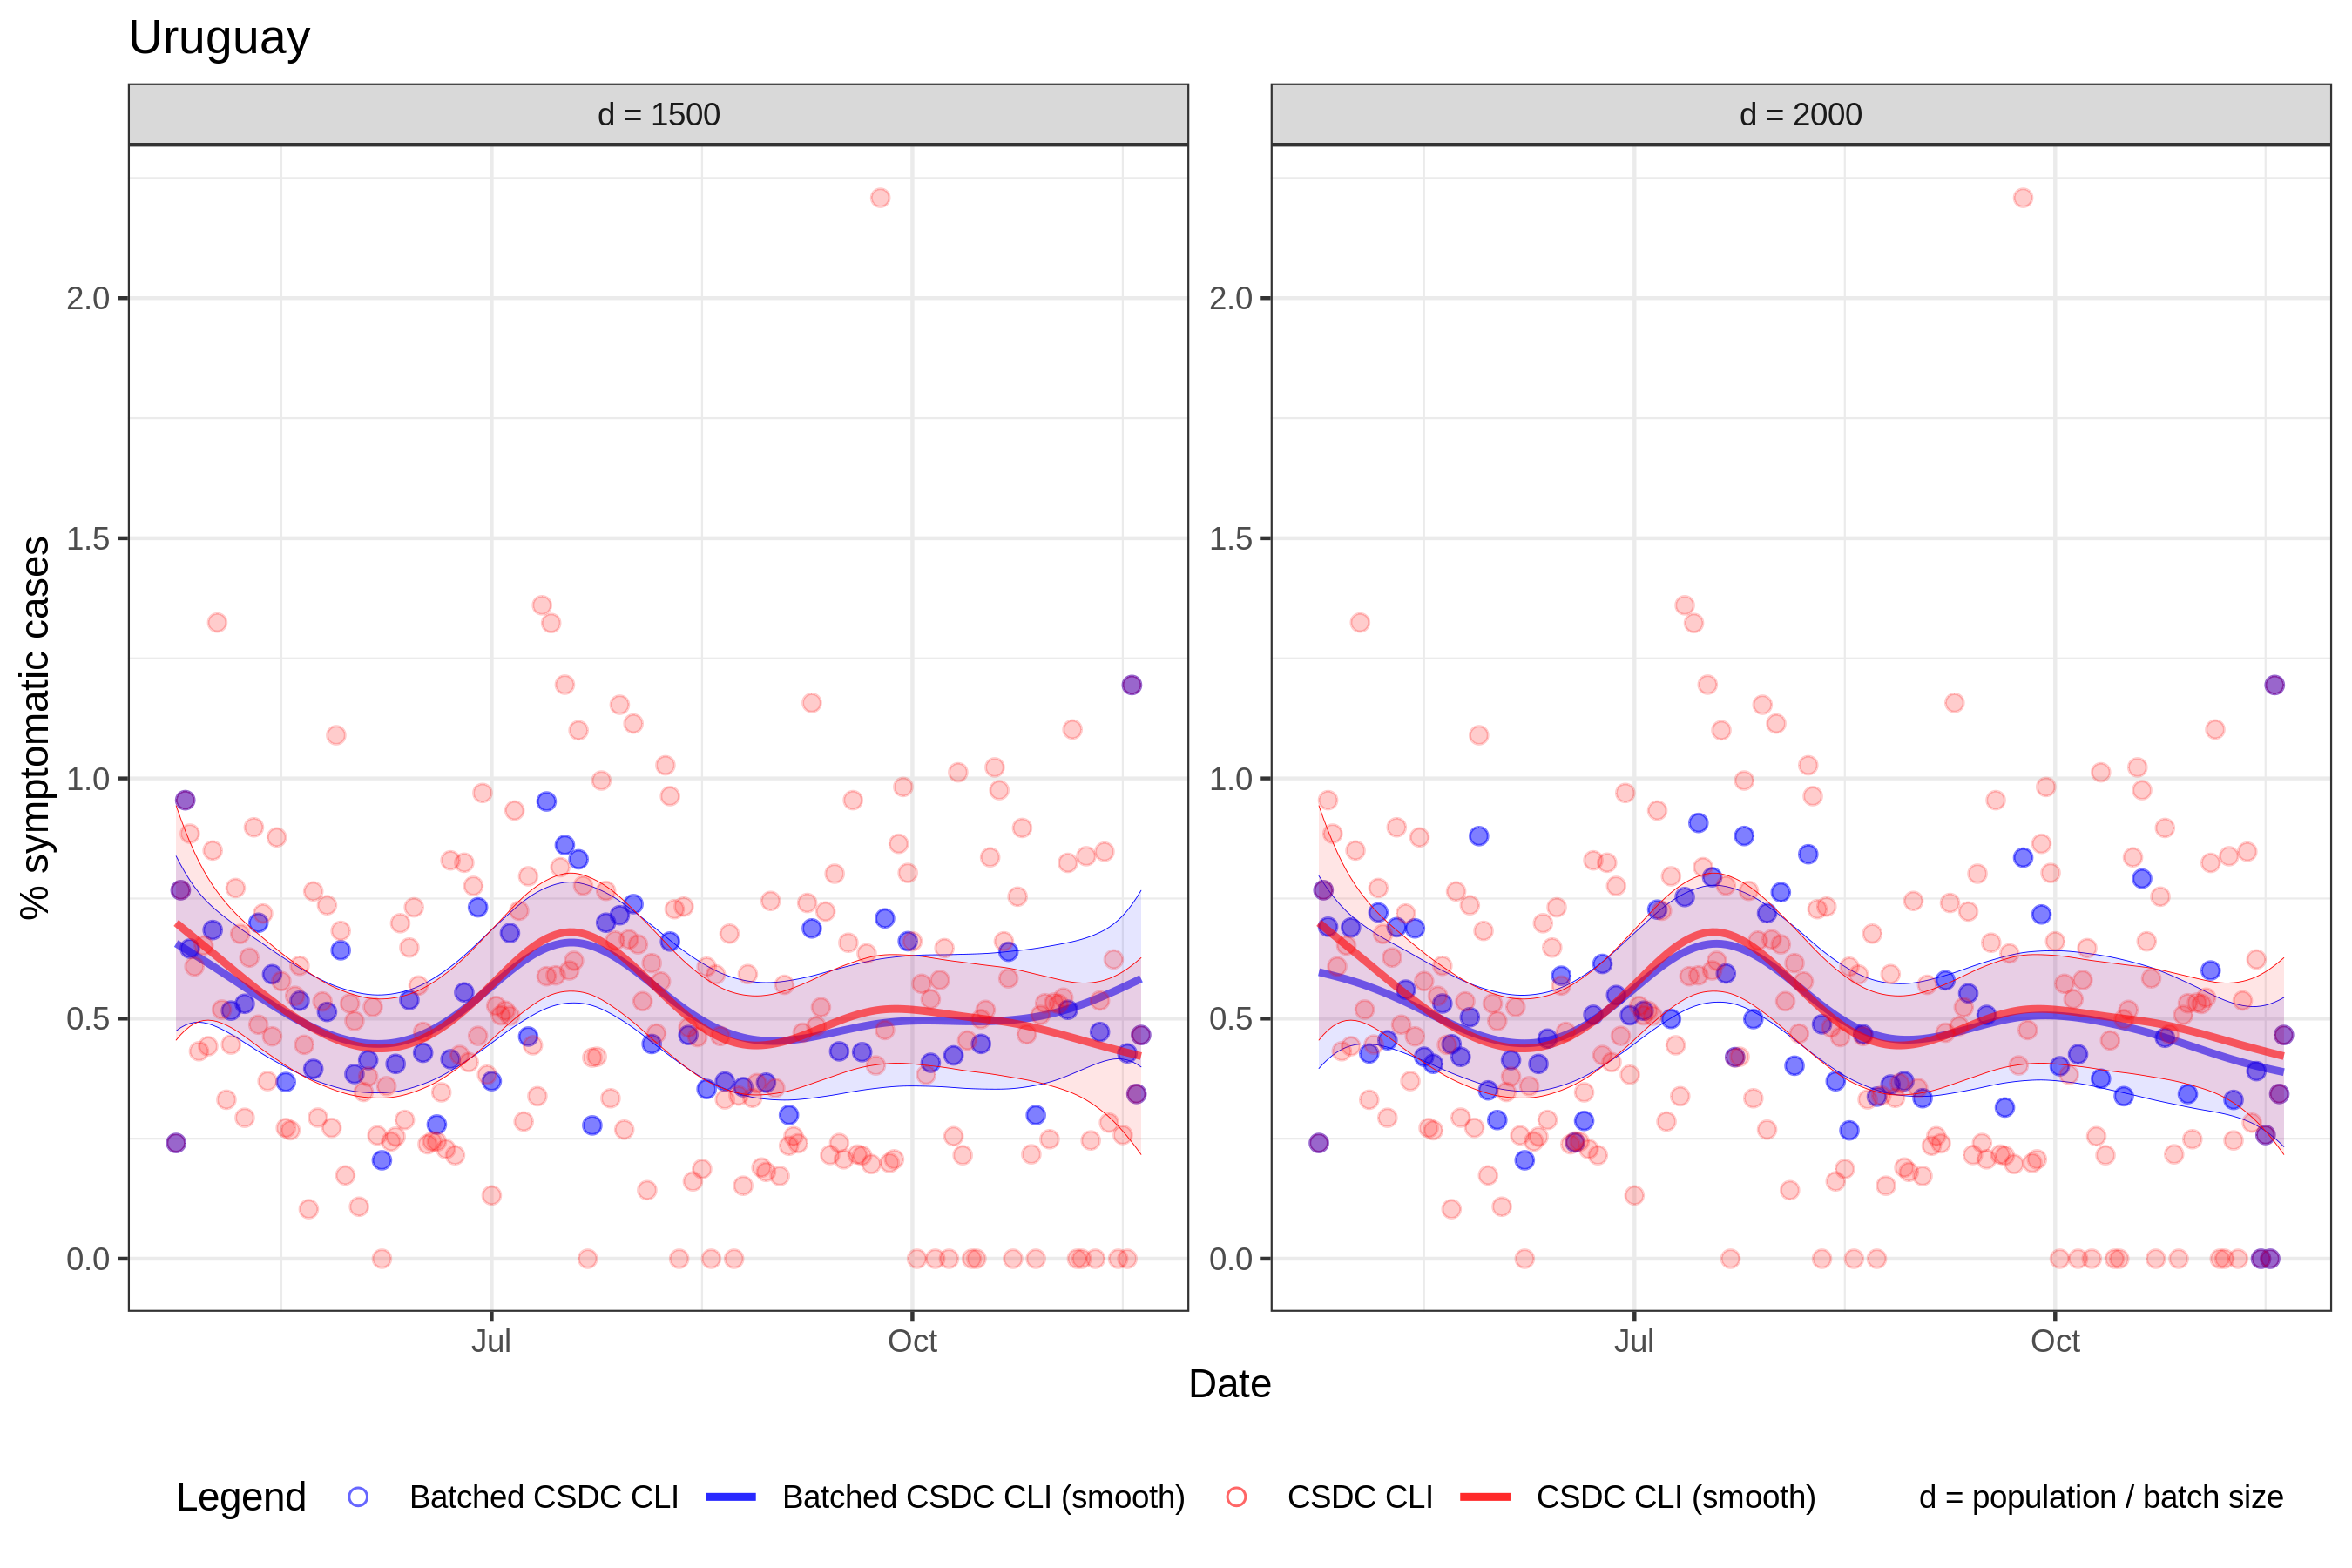 Uruguay
d = 1500
d = 2000
% symptomatic cases
2.0
1.5
1.0
0.5
0.0
2.0
1.5
1.0
0.5
0.0
Jul
Oct
Jul
Oct
Date
Legend
Batched CSDC CLI
Batched CSDC CLI (smooth)
CSDC CLI
CSDC CLI (smooth)
d = population / batch size